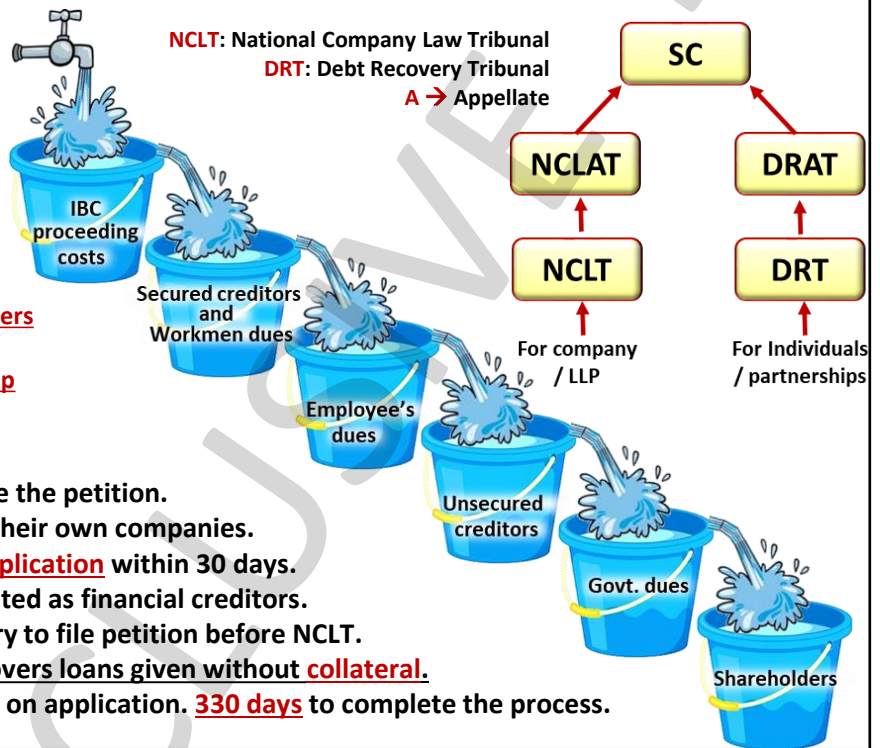 NCLT: National Company Law Tribunal
DRT: Debt Recovery Tribunal
A → Appellate
SC
NCLAT
DRAT
NCLT
DRT
For company
/ LLP
For Individuals
/ partnerships
IBC
proceeding
costs
Secured creditors
and
Workmen dues
Employee's
dues
Unsecured
creditors
Govt. dues
Shareholders
ers
p
e the petition.
their own companies.
plication within 30 days.
ted as financial creditors.
ry to file petition before NCLT.
overs loans given without collateral.
on application. 330 days to complete the process.
CLUSIVE